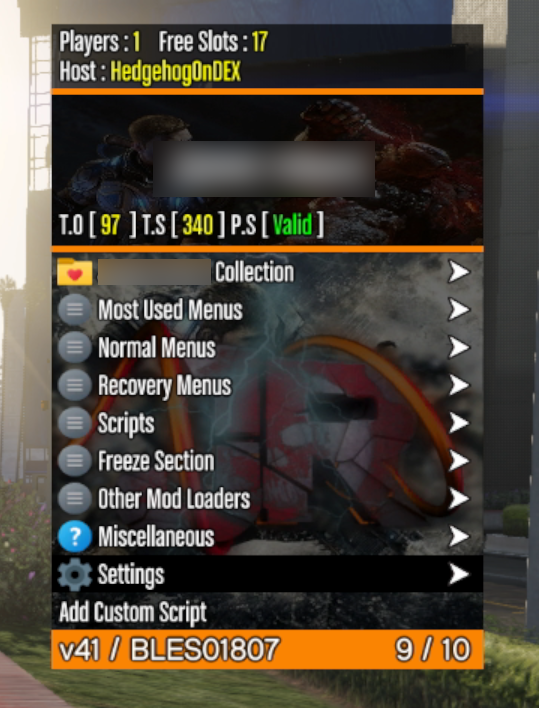 Players : 1 Free Slots : 17
Host : HedgehogOnDEX
T.O [ 97 ] T.S [ 340 ] P.S [ Valid ]
Collection
Most Used Menus
Normal Menus
Recovery Menus
Scripts
Freeze Section
Other Mod Loaders
? Miscellaneous
Settings
Add Custom Script
v41 / BLES01807 9 / 10